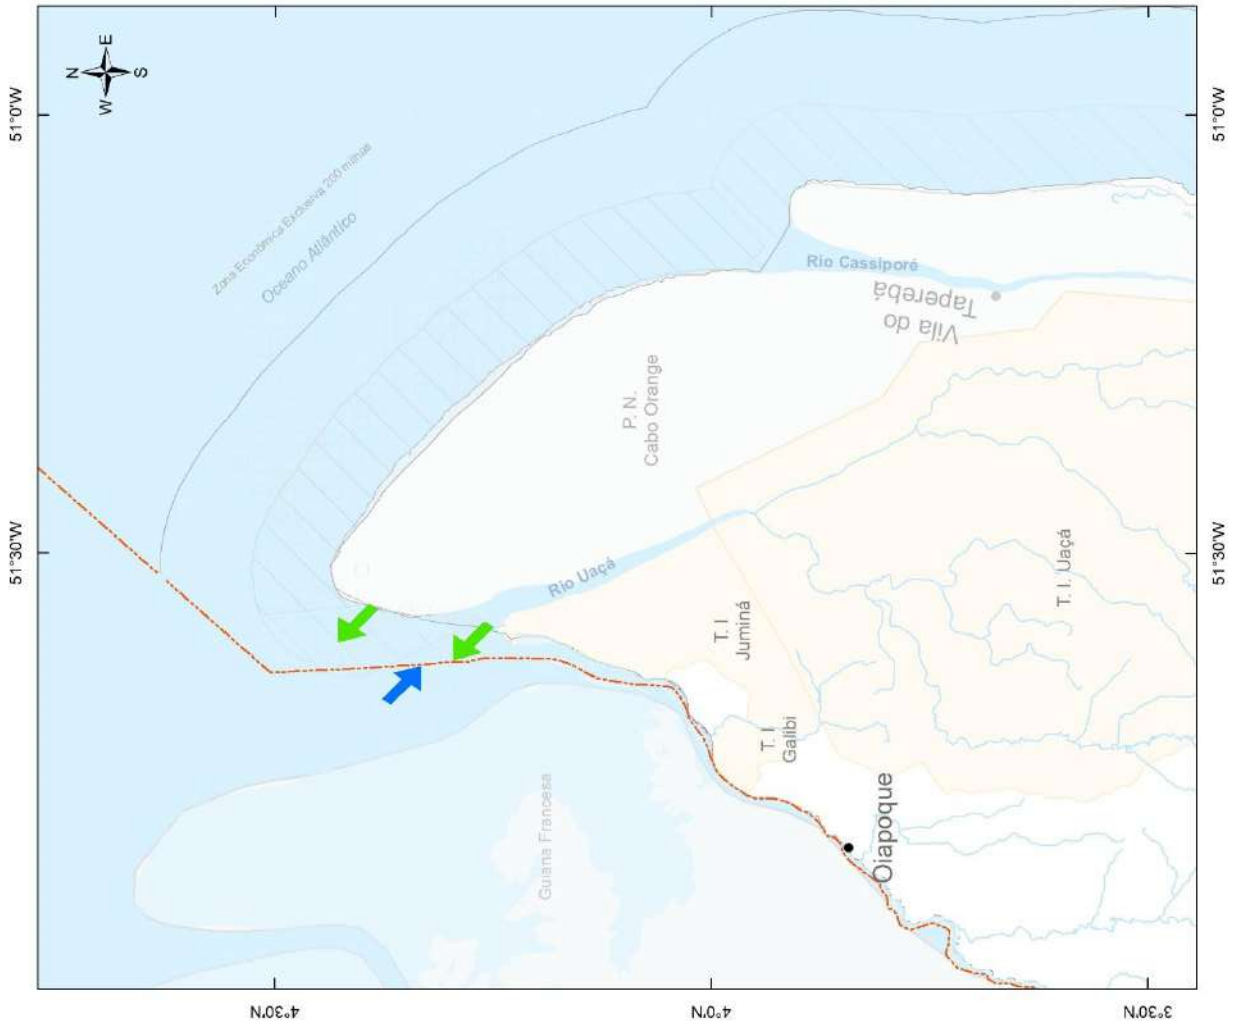 51°0'W
51°30'W
4°30'N
4°0'N
3°30'N
51°0'W
51°30'W
N
E
S
W
Zona Econômica Exclusiva 200 milhas
Oceano Atlântico
Rio Cassiporé
Vila do
Taperebá
P. N.
Cabo Orange
Rio Uaçá
T. I
Juminá
T. I. Uaçá
T. I.
Galibi
Guiana Francesa
Oiapoque